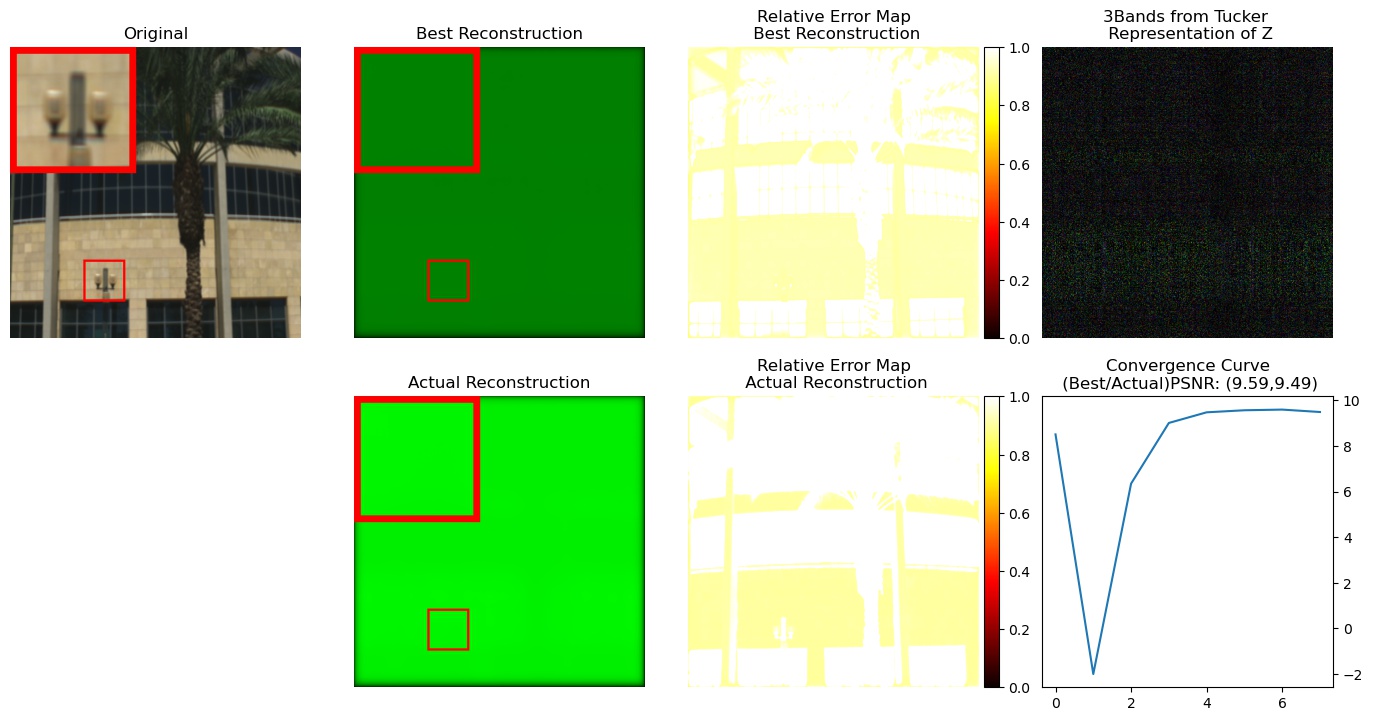 Original
Best Reconstruction
Relative Error Map
Best Reconstruction
1.0
0.8
0.6
0.4
0.2
0.0
3Bands from Tucker
Representation of Z
Actual Reconstruction
Relative Error Map
Actual Reconstruction
1.0
0.8
0.6
0.4
0.2
0.0
Convergence Curve
(Best/Actual)PSNR: (9.59,9.49)
10
8
6
4
2
0
−2
0 2 4 6